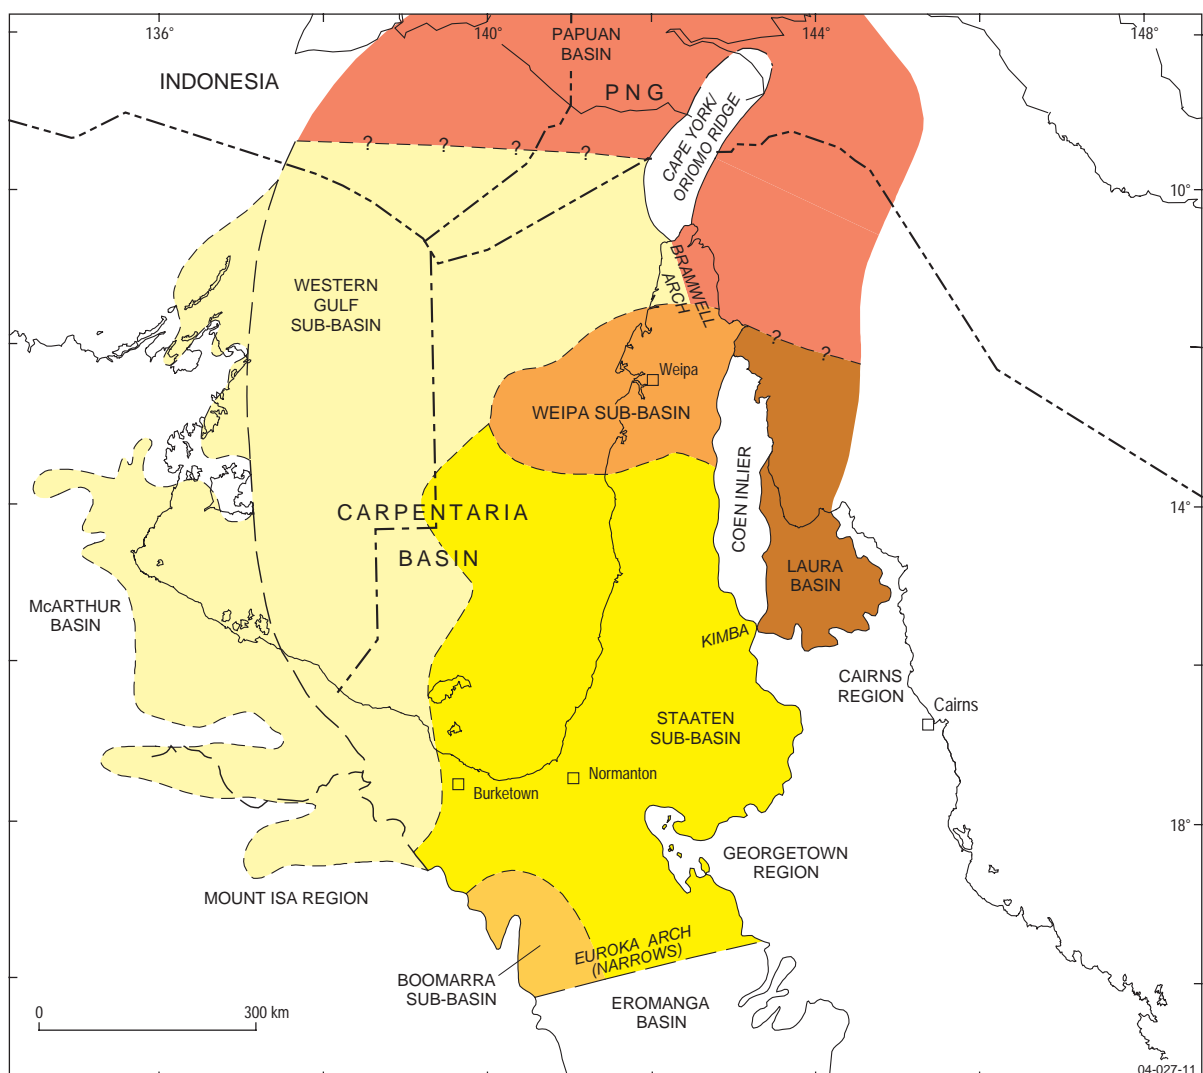 136°
140°
144°
148°
PAPUAN
BASIN
INDONESIA
PNG
CAPE YORK/
ORIOMO RIDGE
?
?
?
?
10°
BRAMWELL
ARCH
WESTERN
GULF
SUB-BASIN
?
?
Weipa
WEIPA SUB-BASIN
COEN INLIER
14°
CARPENTARIA
BASIN
LAURA
BASIN
McARTHUR
BASIN
KIMBA
CAIRNS
REGION
Cairns
STAATEN
SUB-BASIN
Normanton
Burketown
18°
GEORGETOWN
REGION
MOUNT ISA REGION
EUROKA ARCH
(NARROWS)
BOOMARRA
SUB-BASIN
EROMANGA
BASIN
0
300 km
04-027-11